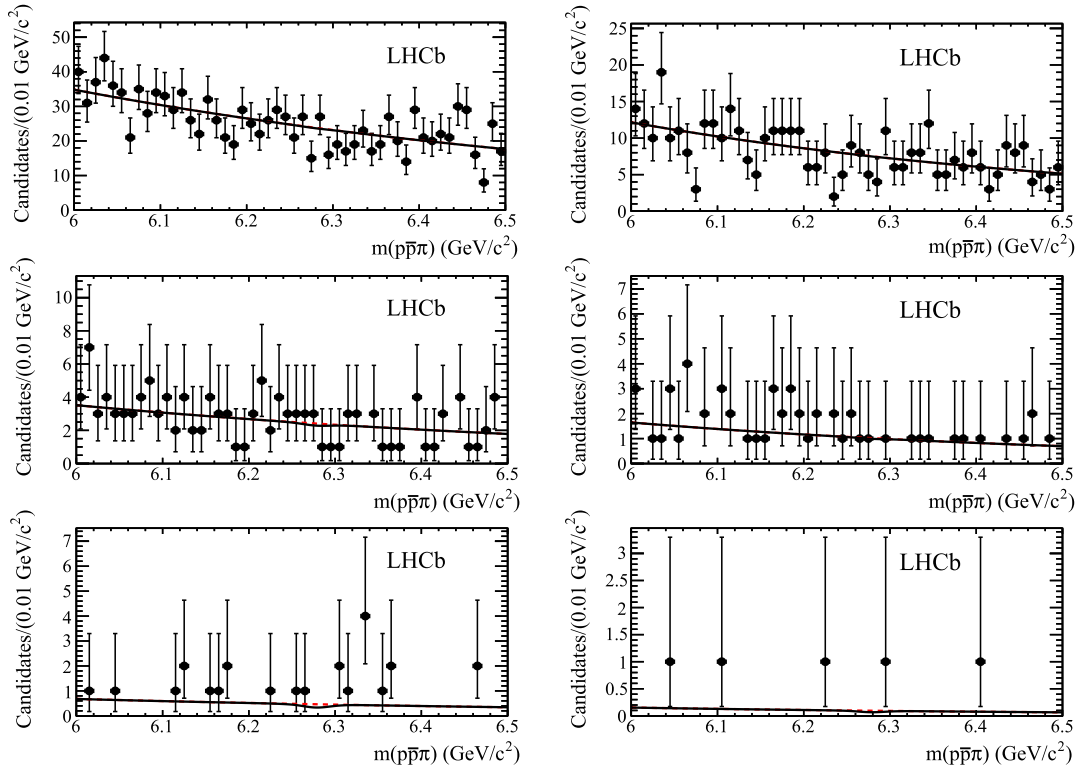 Candidates/(0.01 GeV/c²)
50
40
30
20
10
0
LHCb
6 6.1 6.2 6.3 6.4 6.5
m(pp̅π) (GeV/c²)
Candidates/(0.01 GeV/c²)
25
20
15
10
5
0
LHCb
6 6.1 6.2 6.3 6.4 6.5
m(pp̅π) (GeV/c²)
Candidates/(0.01 GeV/c²)
10
8
6
4
2
0
LHCb
6 6.1 6.2 6.3 6.4 6.5
m(pp̅π) (GeV/c²)
Candidates/(0.01 GeV/c²)
7
6
5
4
3
2
1
0
LHCb
6 6.1 6.2 6.3 6.4 6.5
m(pp̅π) (GeV/c²)
Candidates/(0.01 GeV/c²)
7
6
5
4
3
2
1
0
LHCb
6 6.1 6.2 6.3 6.4 6.5
m(pp̅π) (GeV/c²)
Candidates/(0.01 GeV/c²)
3
2.5
2
1.5
1
0.5
0
LHCb
6 6.1 6.2 6.3 6.4 6.5
m(pp̅π) (GeV/c²)